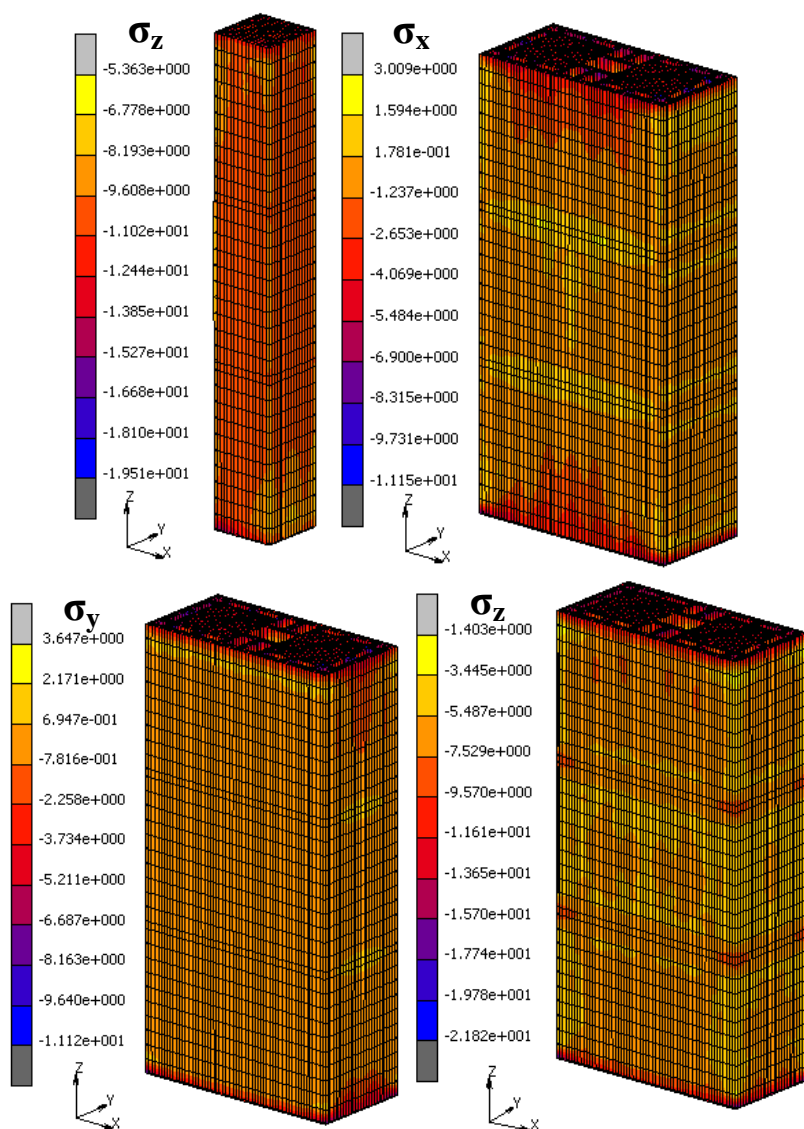 σz
-5.363e+000
-6.778e+000
-8.193e+000
-9.608e+000
-1.102e+001
-1.244e+001
-1.385e+001
-1.527e+001
-1.668e+001
-1.810e+001
-1.951e+001
Z
Y
X
σx
3.009e+000
1.594e+000
1.781e-001
-1.237e+000
-2.653e+000
-4.069e+000
-5.484e+000
-6.900e+000
-8.315e+000
-9.731e+000
-1.115e+001
Z
Y
X
σy
3.647e+000
2.171e+000
6.947e-001
-7.816e-001
-2.258e+000
-3.734e+000
-5.211e+000
-6.687e+000
-8.163e+000
-9.640e+000
-1.112e+001
Z
Y
X
σz
-1.403e+000
-3.445e+000
-5.487e+000
-7.529e+000
-9.570e+000
-1.161e+001
-1.365e+001
-1.570e+001
-1.774e+001
-1.978e+001
-2.182e+001
Z
Y
X